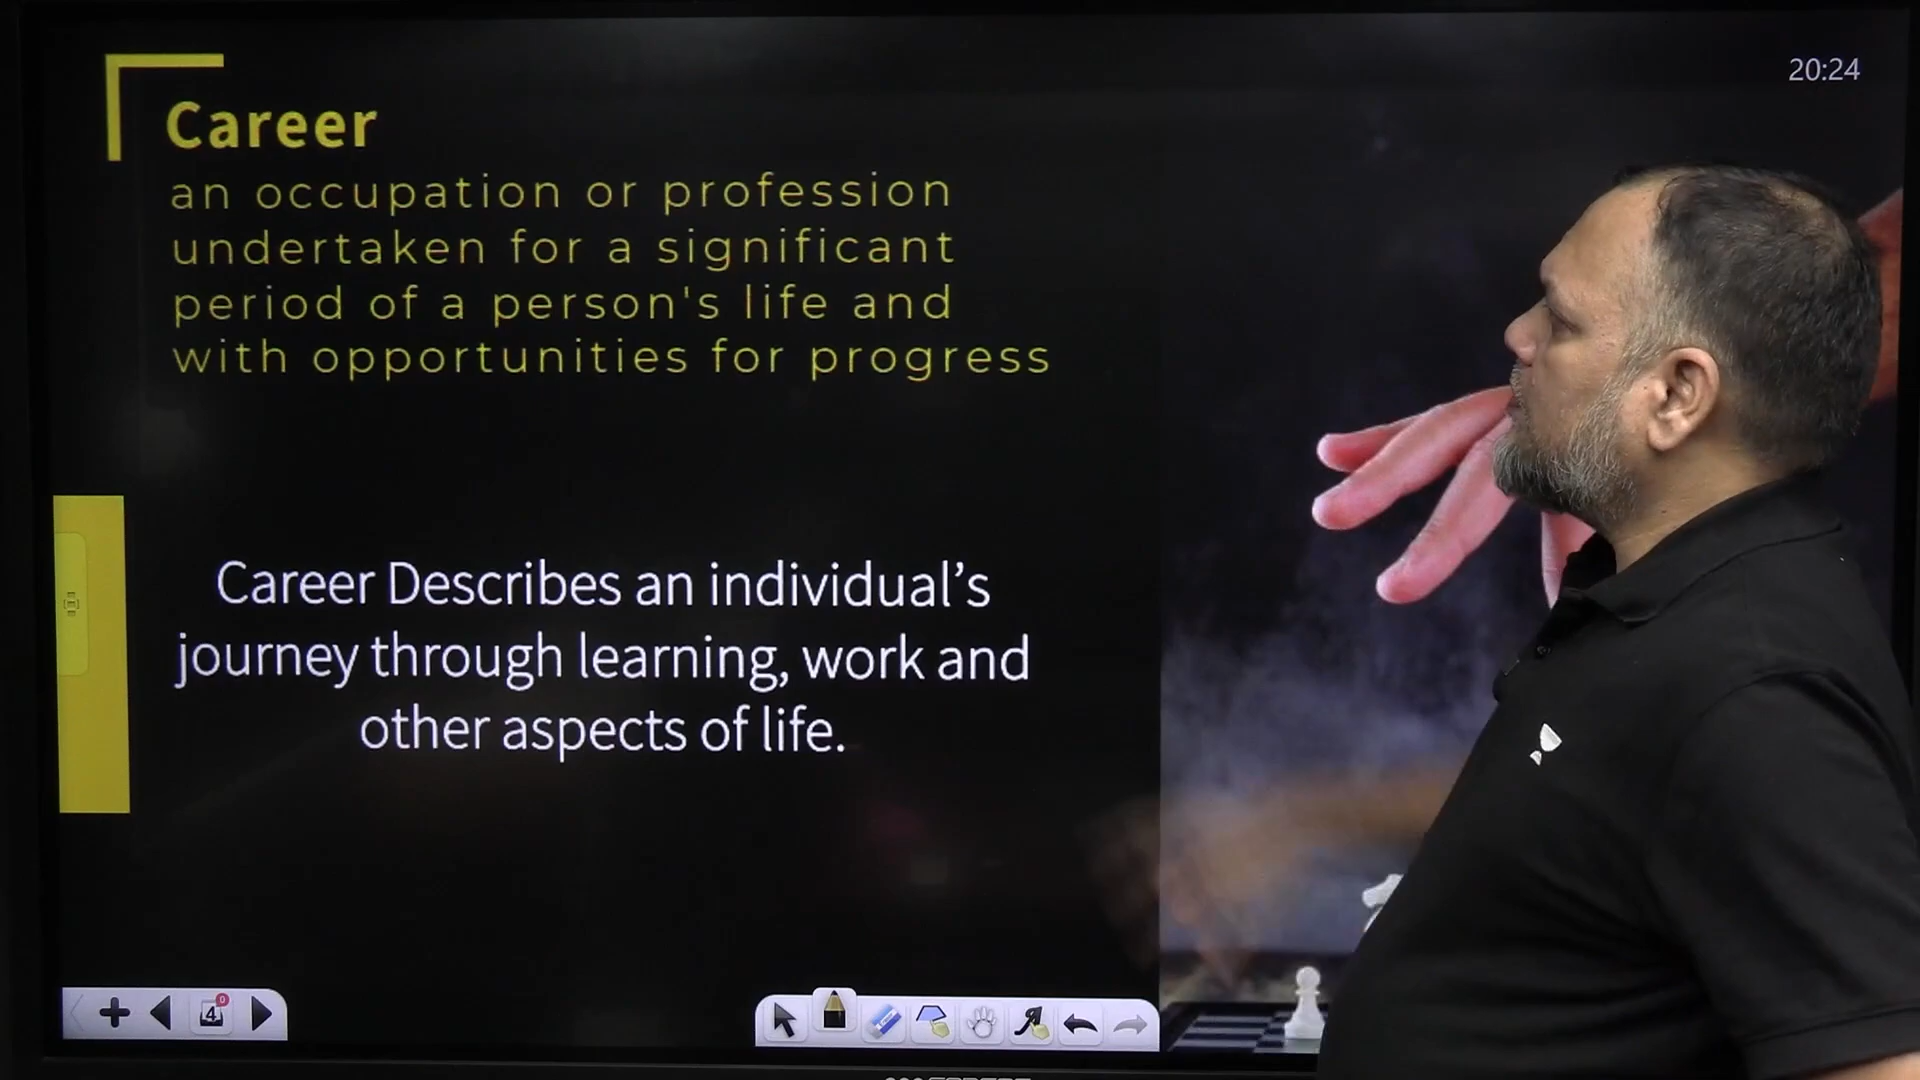 20:24
Career
an occupation or profession
undertaken for a significant
period of a person's life and
with opportunities for progress
Career Describes an individual’s
journey through learning, work and
other aspects of life.
4
0